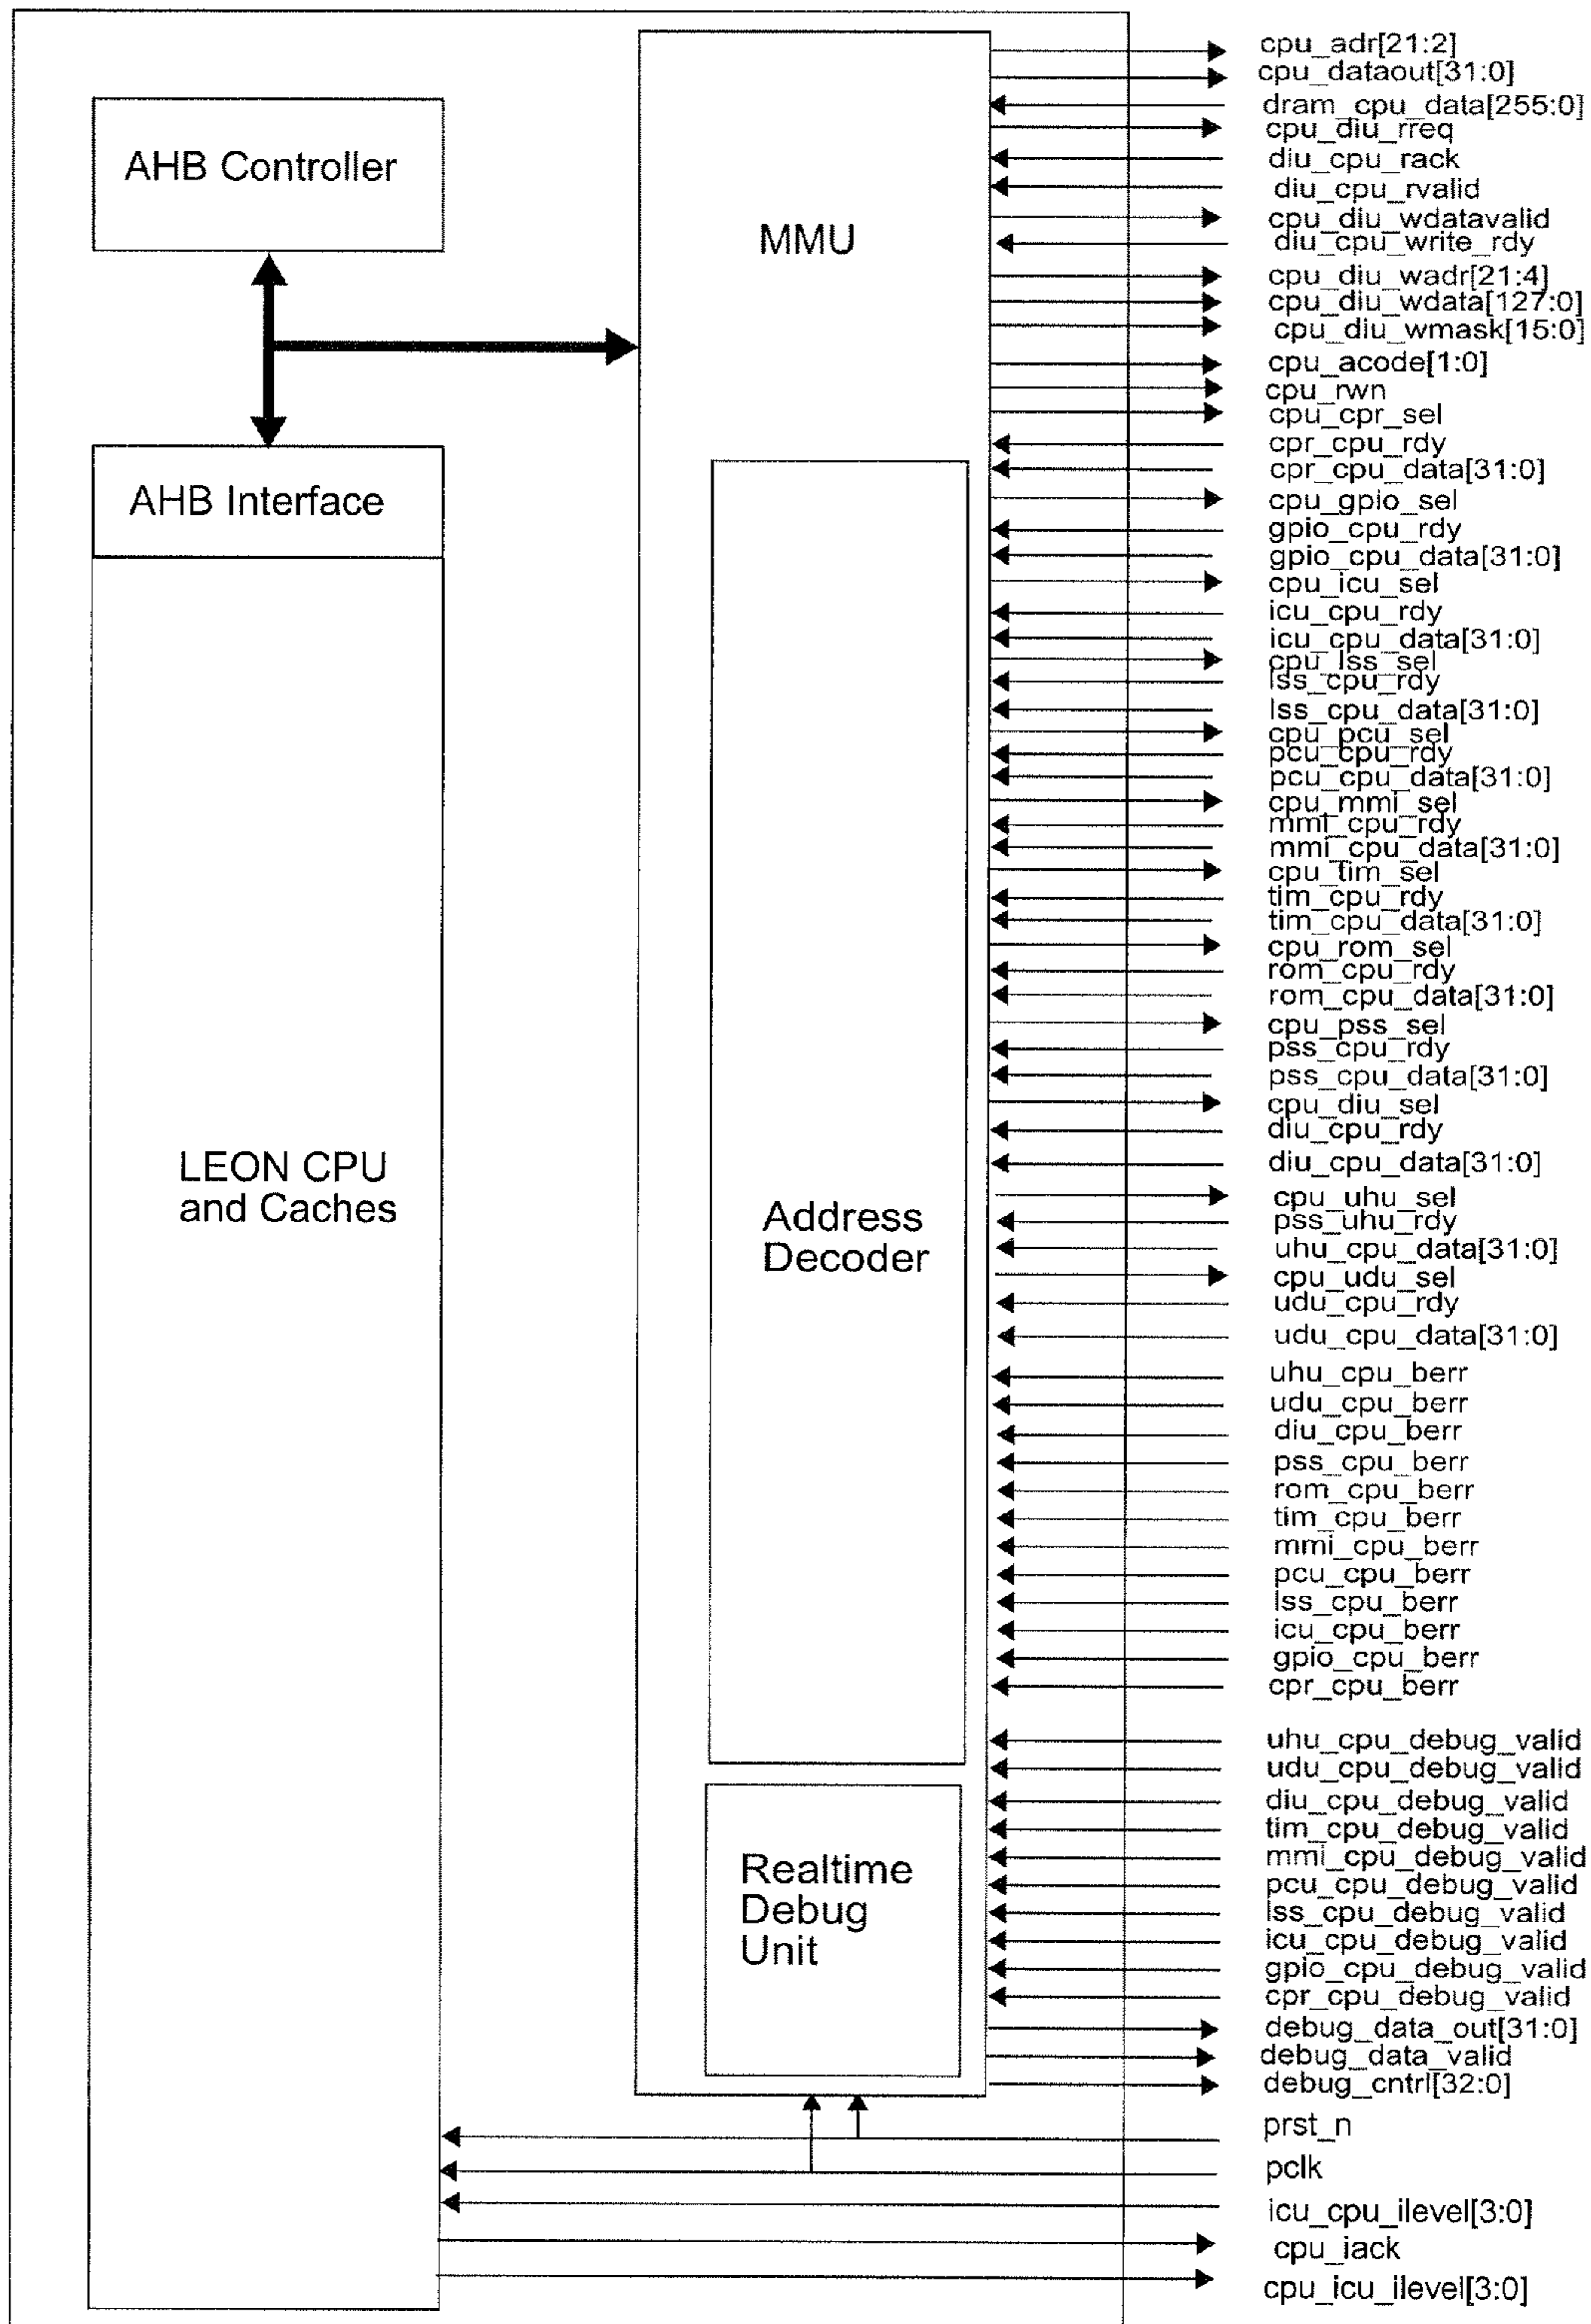 AHB Controller
AHB Interface
LEON CPU
and Caches
MMU
Address
Decoder
Realtime
Debug
Unit
cpu_adr[21:2]
cpu_dataout[31:0]
dram_cpu_data[255:0]
cpu_diu_rreq
diu_cpu_rack
diu_cpu_rvalid
cpu_diu_wdatavalid
diu_cpu_write_rdy
cpu_diu_wadr[21:4]
cpu_diu_wdata[127:0]
cpu_diu_wmask[15:0]
cpu_acode[1:0]
cpu_rwn
cpu_cpr_sel
cpr_cpu_rdy
cpr_cpu_data[31:0]
cpu_gpio_sel
gpio_cpu_rdy
gpio_cpu_data[31:0]
cpu_icu_sel
icu_cpu_rdy
icu_cpu_data[31:0]
cpu_lss_sel
lss_cpu_rdy
lss_cpu_data[31:0]
cpu_pcu_sel
pcu_cpu_rdy
pcu_cpu_data[31:0]
cpu_mmi_sel
mmi_cpu_rdy
mmi_cpu_data[31:0]
cpu_tim_sel
tim_cpu_rdy
tim_cpu_data[31:0]
cpu_rom_sel
rom_cpu_rdy
rom_cpu_data[31:0]
cpu_pss_sel
pss_cpu_rdy
pss_cpu_data[31:0]
cpu_diu_sel
diu_cpu_rdy
diu_cpu_data[31:0]
cpu_uhu_sel
pss_uhu_rdy
uhu_cpu_data[31:0]
cpu_udu_sel
udu_cpu_rdy
udu_cpu_data[31:0]
uhu_cpu_berr
udu_cpu_berr
diu_cpu_berr
pss_cpu_berr
rom_cpu_berr
tim_cpu_berr
mmi_cpu_berr
pcu_cpu_berr
lss_cpu_berr
icu_cpu_berr
gpio_cpu_berr
cpr_cpu_berr
uhu_cpu_debug_valid
udu_cpu_debug_valid
diu_cpu_debug_valid
tim_cpu_debug_valid
mmi_cpu_debug_valid
pcu_cpu_debug_valid
lss_cpu_debug_valid
icu_cpu_debug_valid
gpio_cpu_debug_valid
cpr_cpu_debug_valid
debug_data_out[31:0]
debug_data_valid
debug_cntrl[32:0]
prst_n
pclk
icu_cpu_ilevel[3:0]
cpu_iack
cpu_icu_ilevel[3:0]